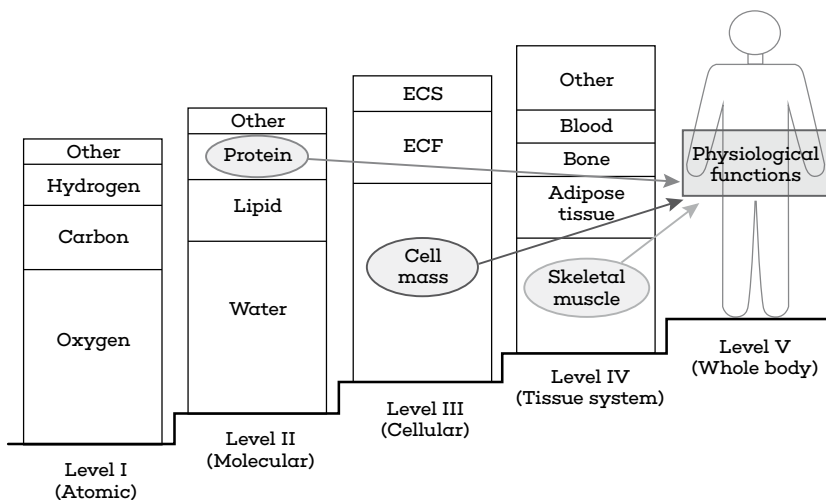 Other
Hydrogen
Carbon
Oxygen
Level I
(Atomic)
Other
Protein
Lipid
Water
Level II
(Molecular)
ECS
ECF
Cell
mass
Level III
(Cellular)
Other
Blood
Bone
Adipose
tissue
Skeletal
muscle
Level IV
(Tissue system)
Physiological
functions
Level V
(Whole body)